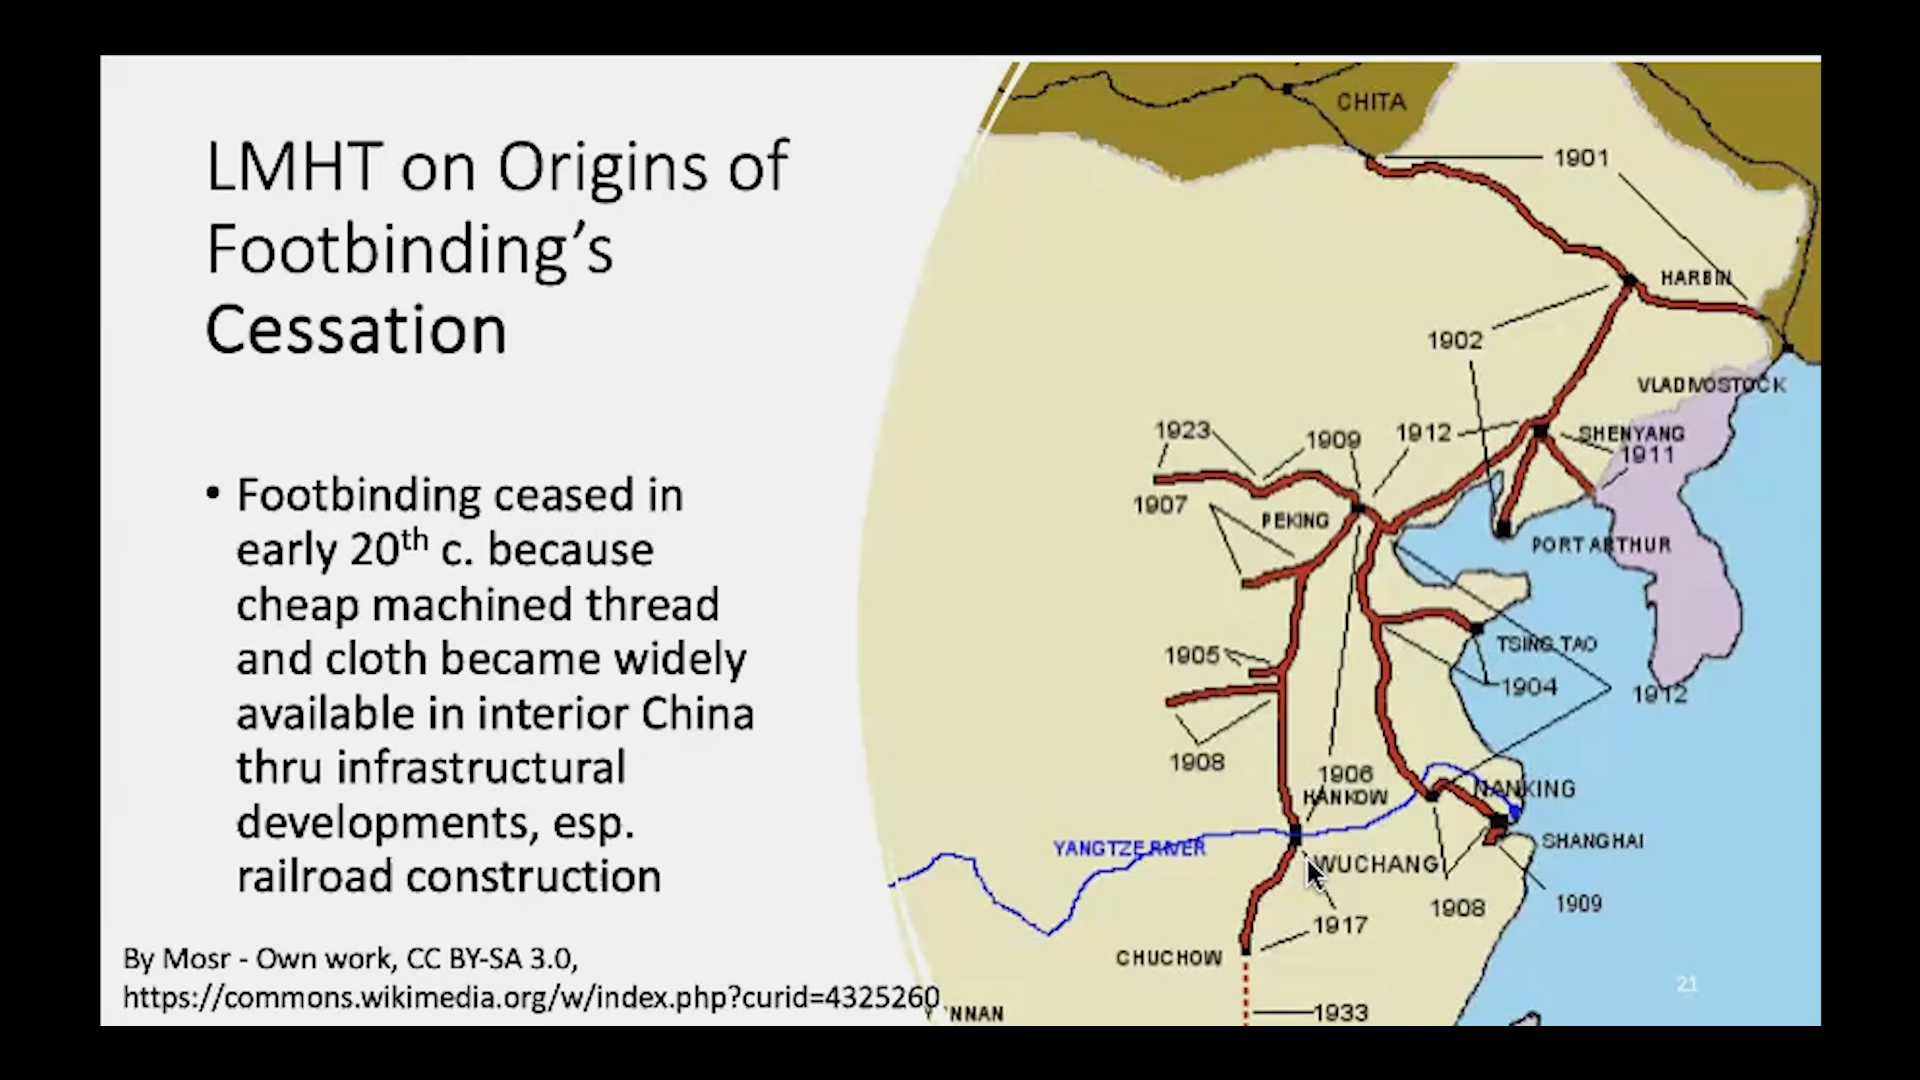 LMHT on Origins of
Footbinding’s
Cessation
• Footbinding ceased in
early 20th c. because
cheap machined thread
and cloth became widely
available in interior China
thru infrastructural
developments, esp.
railroad construction
By Mosr - Own work, CC BY-SA 3.0,
https://commons.wikimedia.org/w/index.php?curid=4325260
CHITA
1901
HARBIN
1902
VLADIVOSTOCK
1923
1909
1912
SHENYANG
1911
1907
PEKING
PORT ARTHUR
TSING TAO
1905
1904
1912
1908
1906
HANKOW
NANKING
YANGTZE RIVER
SHANGHAI
WUCHANG
1908
1909
1917
CHUCHOW
21
1933